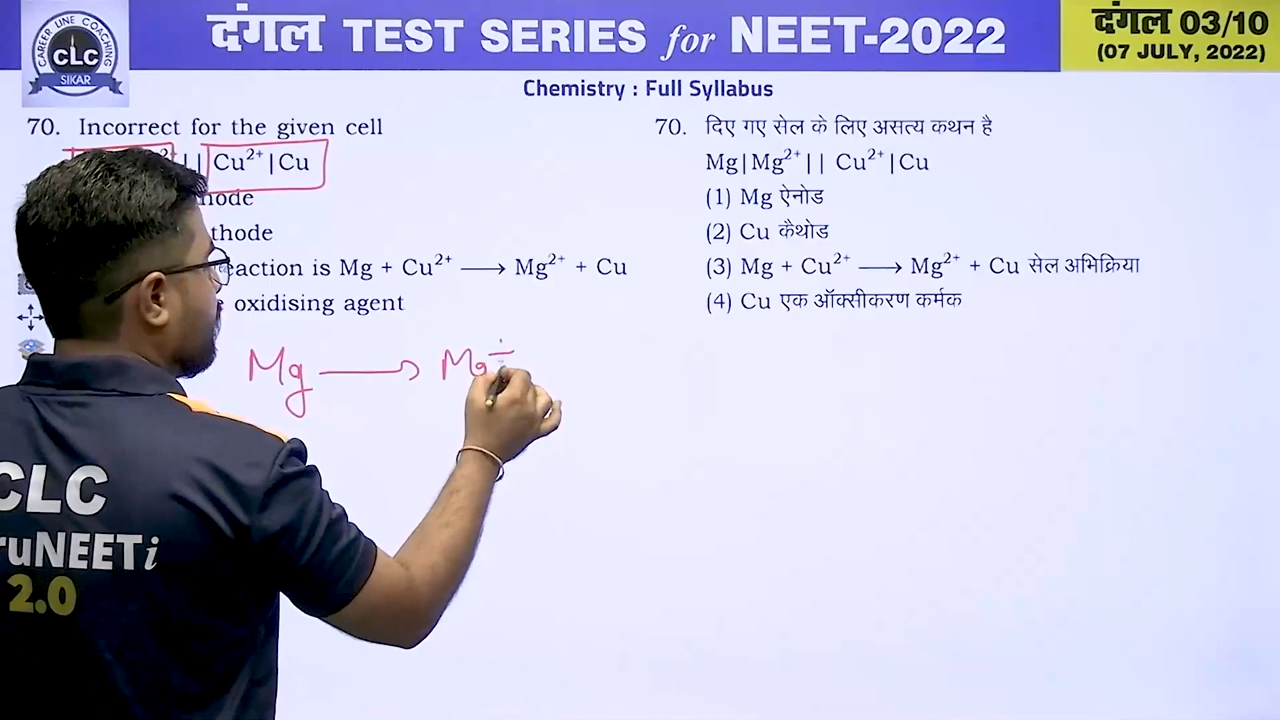 CAREER LINE COACHING
CLC
SIKAR
दंगल TEST SERIES for NEET-2022
दंगल 03/10
(07 JULY, 2022)
Chemistry : Full Syllabus
70. Incorrect for the given cell
|| Cu²⁺|Cu
node
thode
eaction is Mg + Cu²⁺ ⟶ Mg²⁺ + Cu
oxidising agent
Mg ⟶ Mg
70. दिए गए सेल के लिए असत्य कथन है
Mg|Mg²⁺|| Cu²⁺|Cu
(1) Mg ऐनोड
(2) Cu कैथोड
(3) Mg + Cu²⁺ ⟶ Mg²⁺ + Cu सेल अभिक्रिया
(4) Cu एक ऑक्सीकरण कर्मक
CLC
ruNEETi
2.0